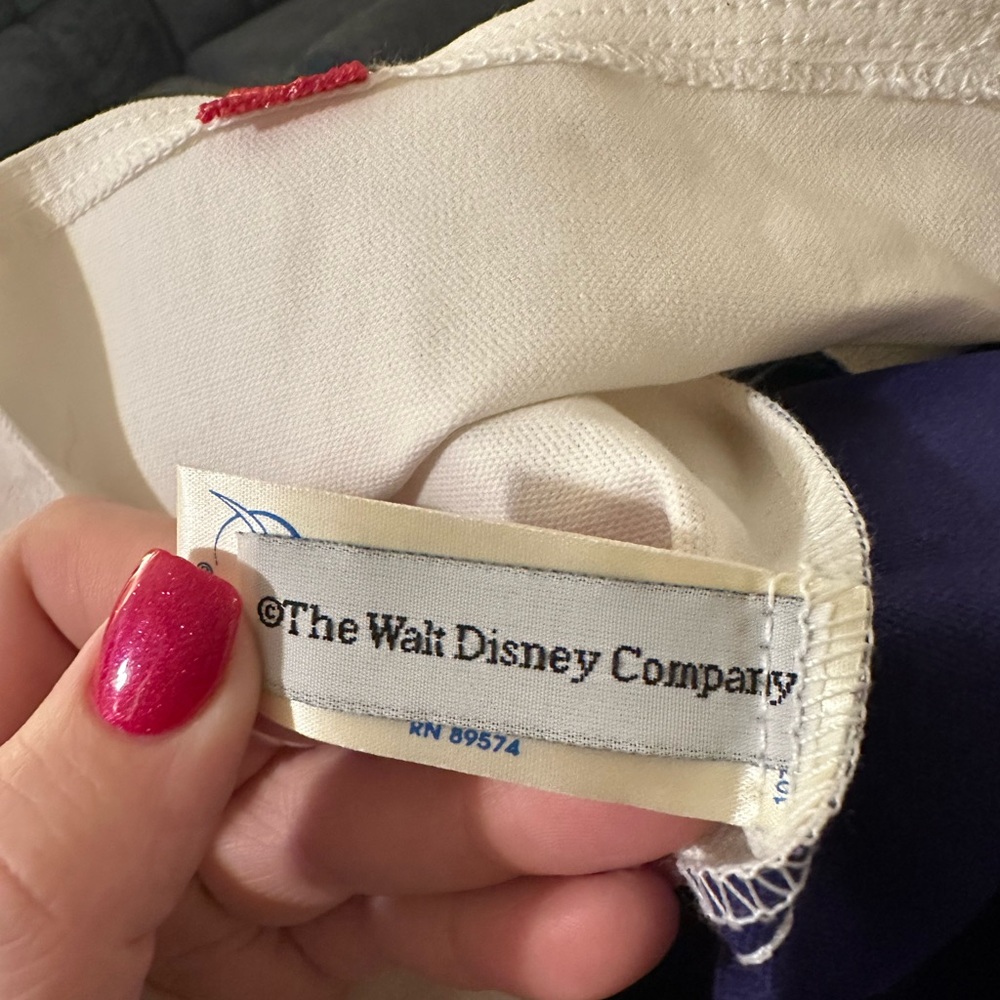 ®
©The Walt Disney Company
RN 89574